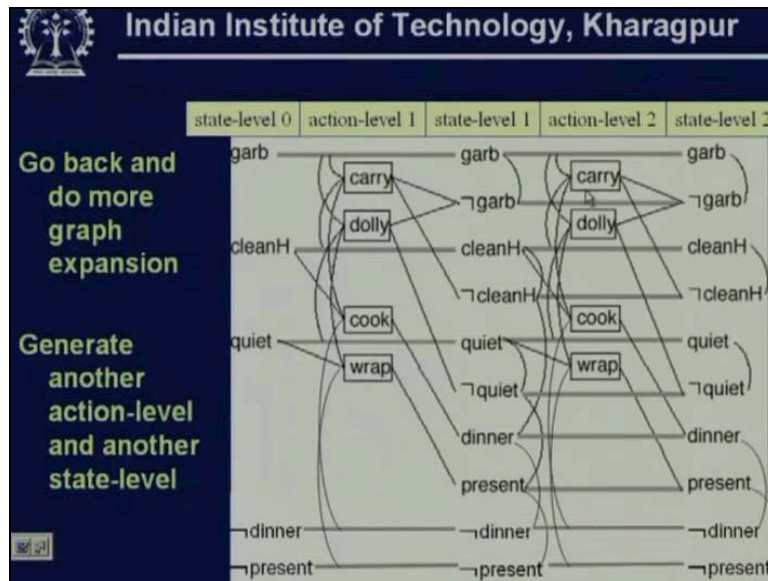 Indian Institute of Technology, Kharagpur
state-level 0 action-level 1 state-level 1 action-level 2 state-level 2
Go back and
do more
graph
expansion
Generate
another
action-level
and another
state-level
garb garb garb
carry carry
¬garb ¬garb
dolly dolly
cleanH cleanH cleanH
¬cleanH ¬cleanH
cook cook
quiet quiet quiet
wrap wrap
¬quiet ¬quiet
dinner dinner
present present
¬dinner ¬dinner ¬dinner
¬present ¬present ¬present